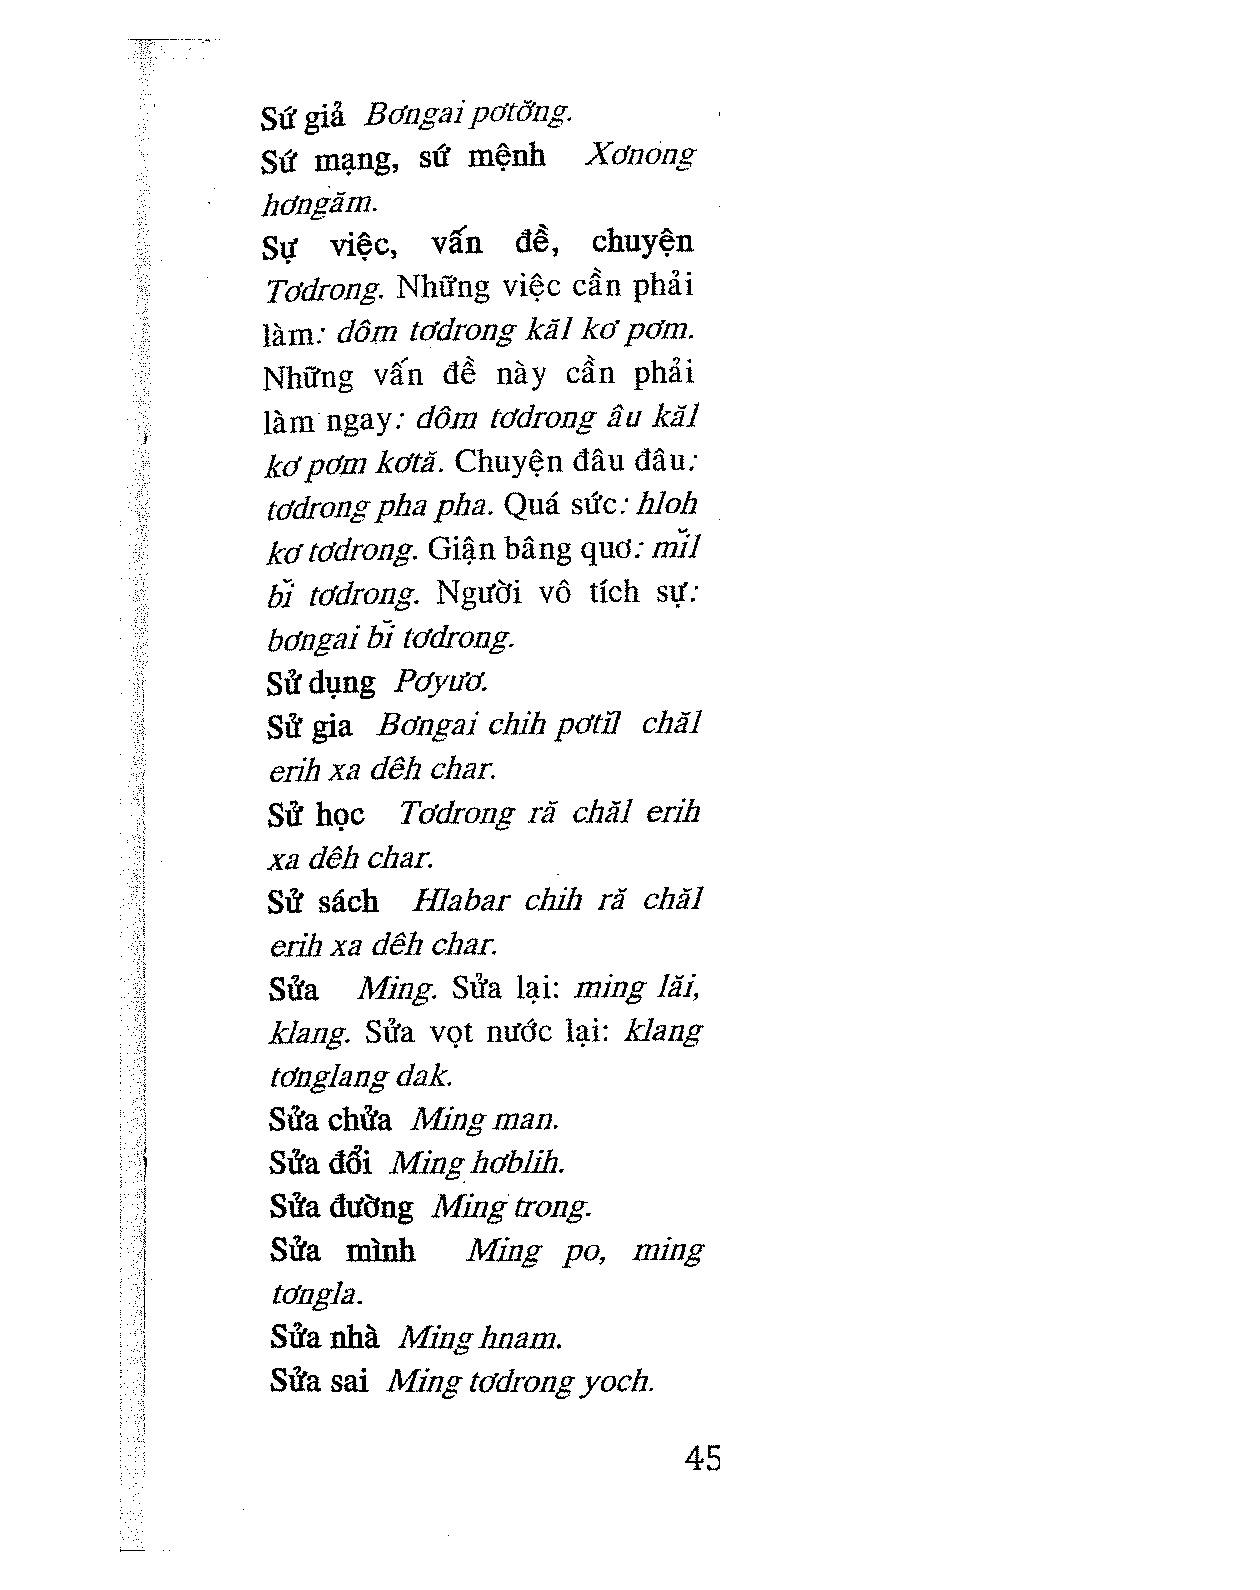 Sứ giả Bơngai pơtơ̆ng.
Sứ mạng, sứ mệnh Xơnong
hơngăm.
Sự việc, vấn đề, chuyện
Tơdrong. Những việc cần phải
làm: dôm tơdrong kăl kơ pơm.
Những vấn đề này cần phải
làm ngay: dôm tơdrong âu kăl
kơ pơm kơtă. Chuyện đâu đâu:
tơdrong pha pha. Quá sức: hloh
kơ tơdrong. Giận bâng quơ: mĭl
bĭ tơdrong. Người vô tích sự:
bơngai bĭ tơdrong.
Sử dụng Pơyươ.
Sử gia Bơngai chih pơtĭl chăl
erih xa dêh char.
Sử học Tơdrong ră chăl erih
xa dêh char.
Sử sách Hlabar chih ră chăl
erih xa dêh char.
Sửa Ming. Sửa lại: ming lăi,
klang. Sửa vọt nước lại: klang
tơnglang dak.
Sửa chửa Ming man.
Sửa đổi Ming hơblih.
Sửa đường Ming trong.
Sửa mình Ming po, ming
tơngla.
Sửa nhà Ming hnam.
Sửa sai Ming tơdrong yoch.
45